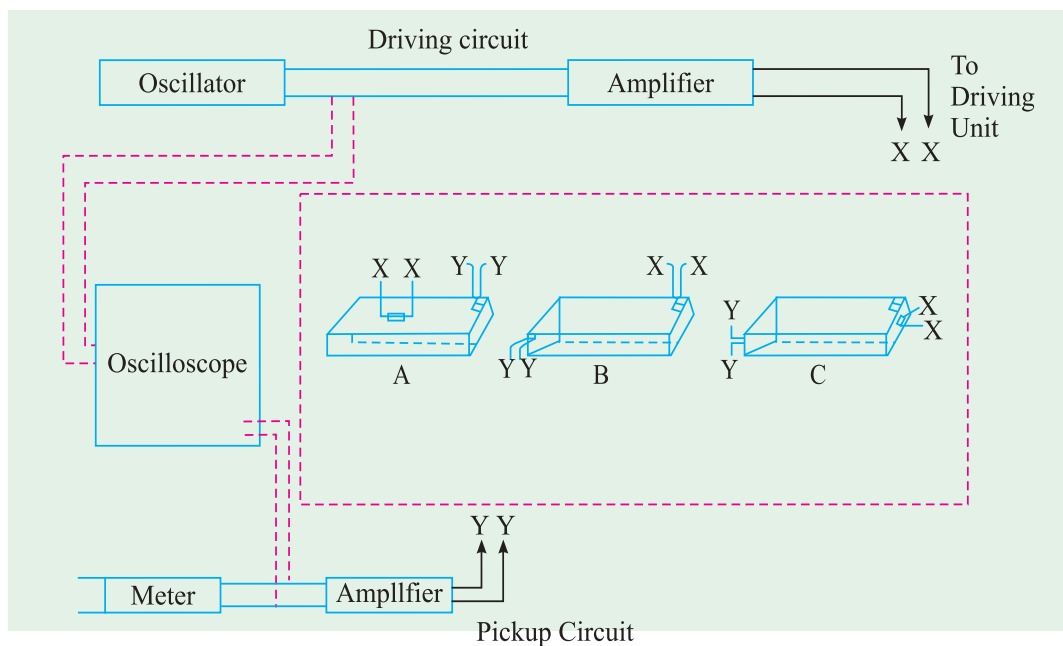 Driving circuit
Oscillator
Amplifier
To
Driving
Unit
X X
X X
Y Y
X X
Y
Y
X
X
Y Y
A
B
C
Oscilloscope
Y Y
Meter
Ampllfier
Pickup Circuit